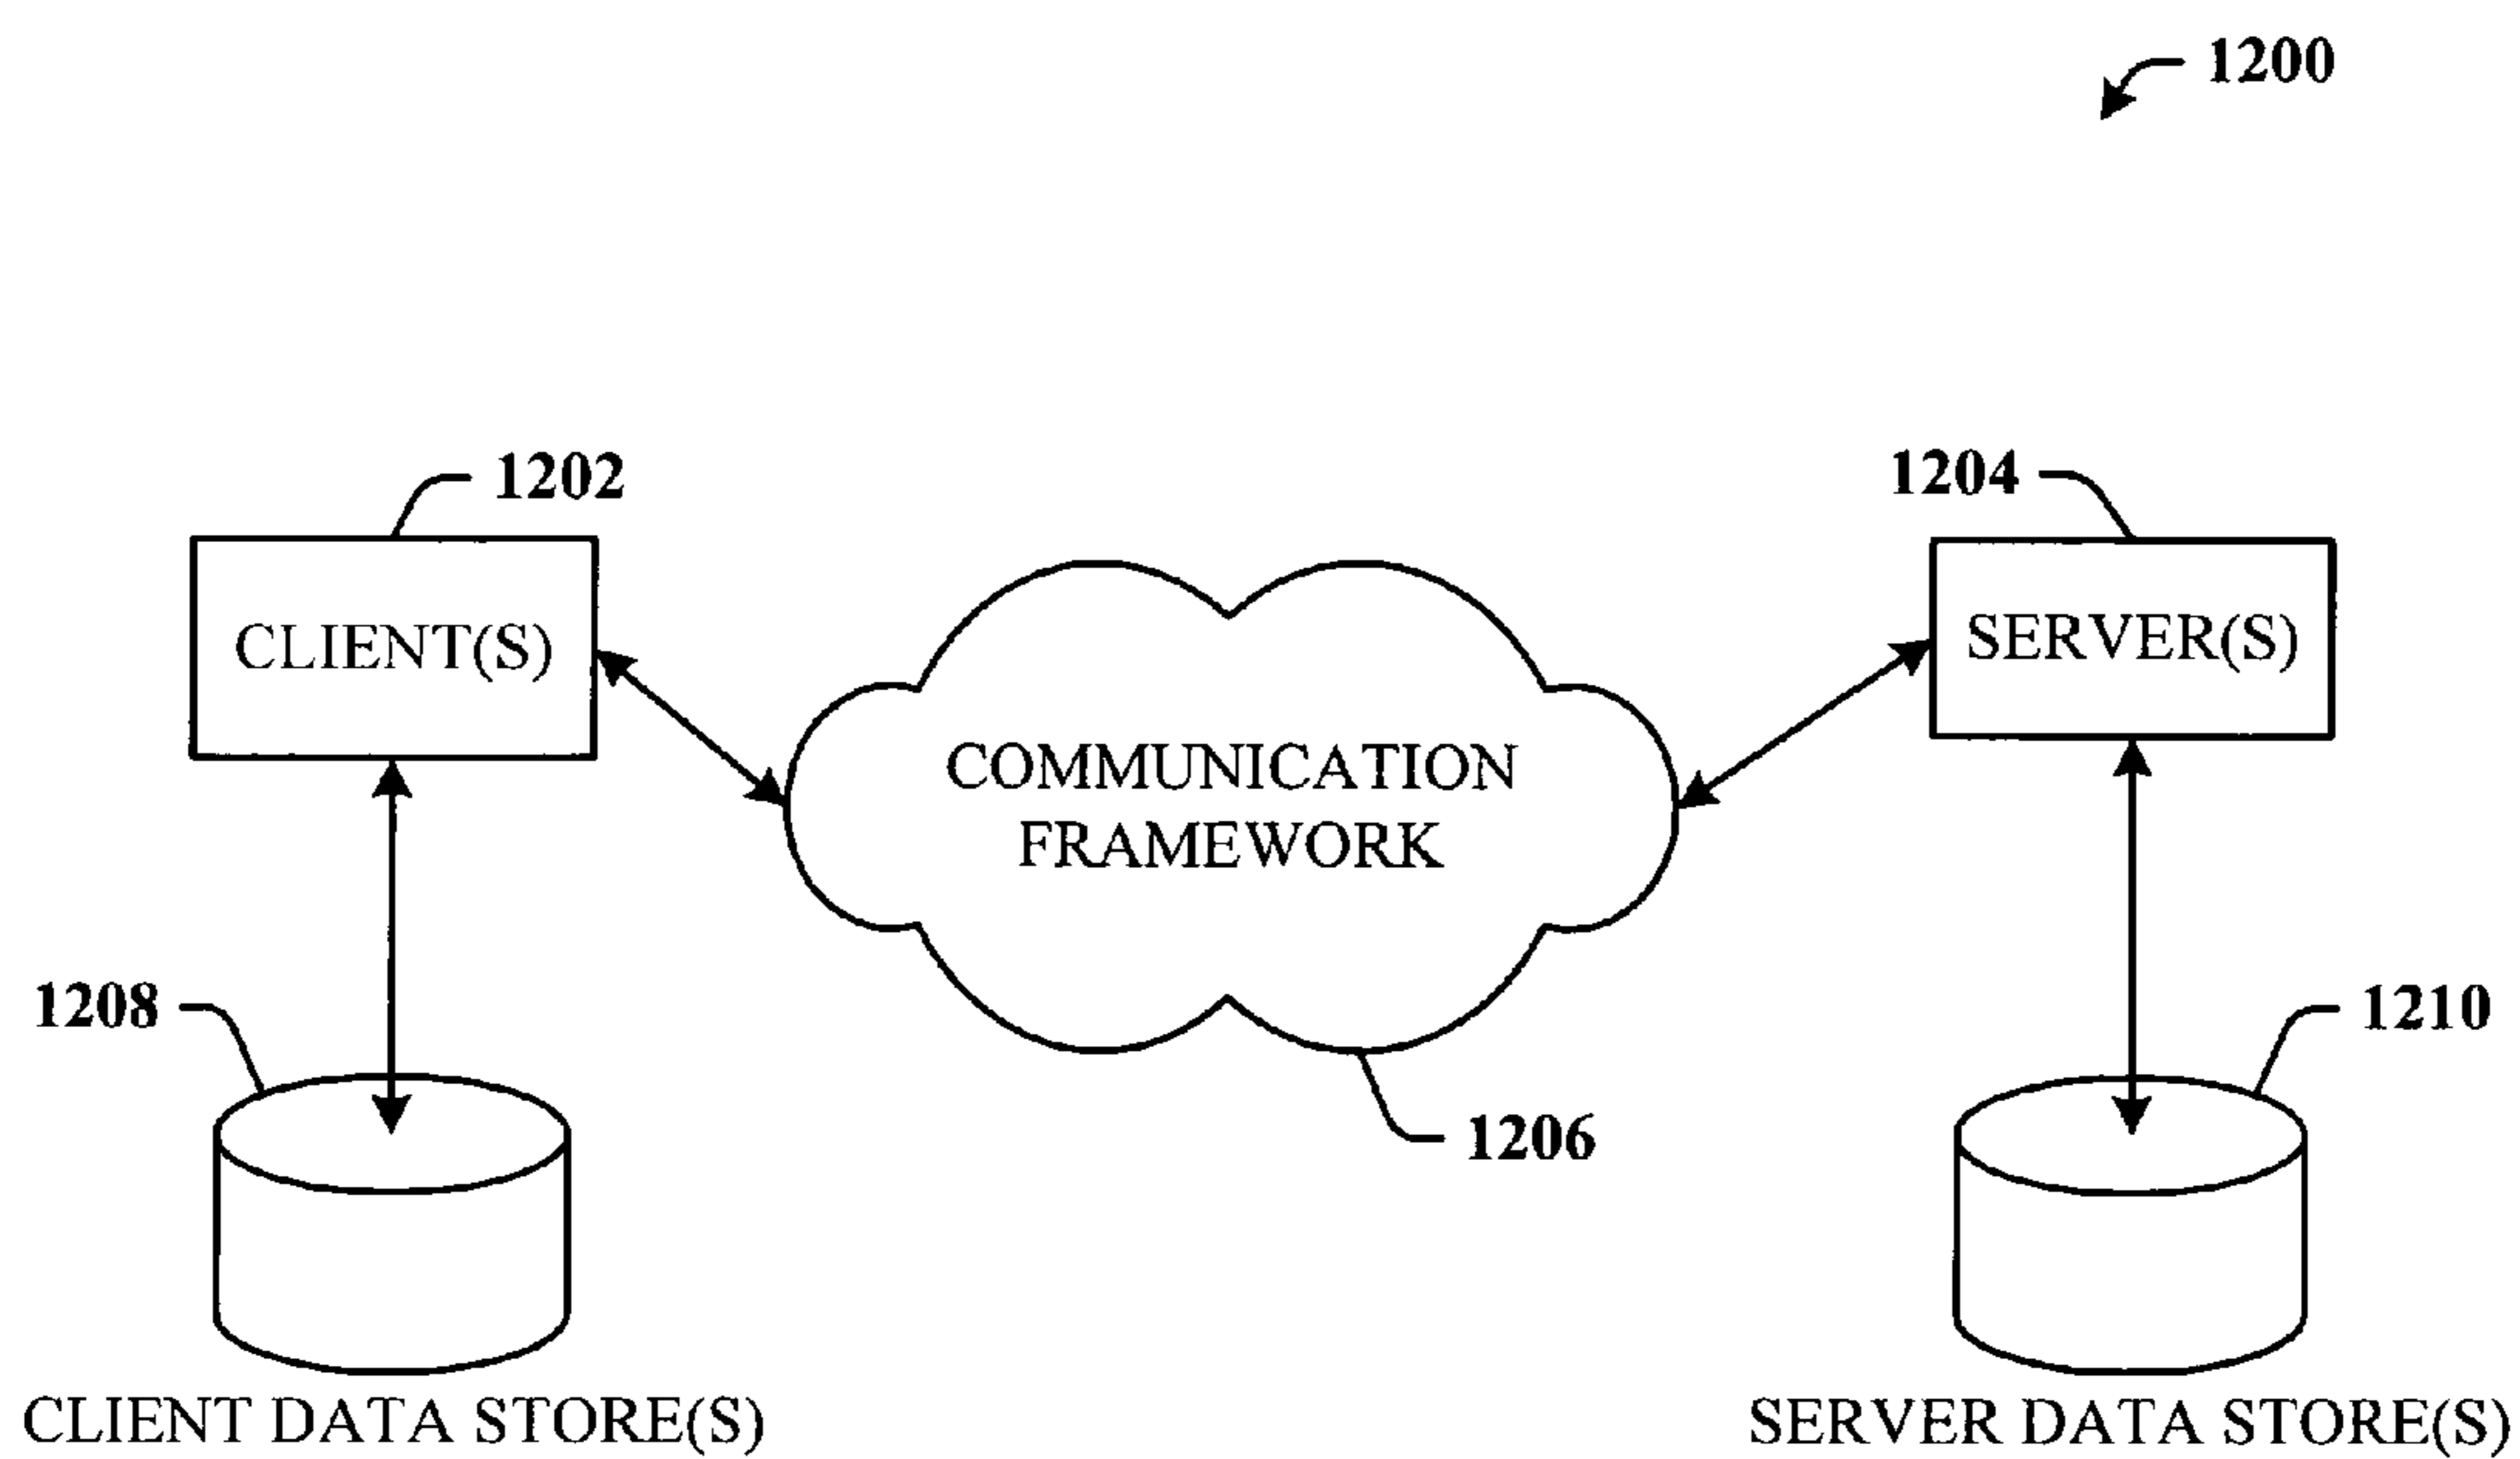 1200
1202
1204
CLIENT(S)
SERVER(S)
COMMUNICATION
FRAMEWORK
1208
1210
1206
CLIENT DATA STORE(S)
SERVER DATA STORE(S)